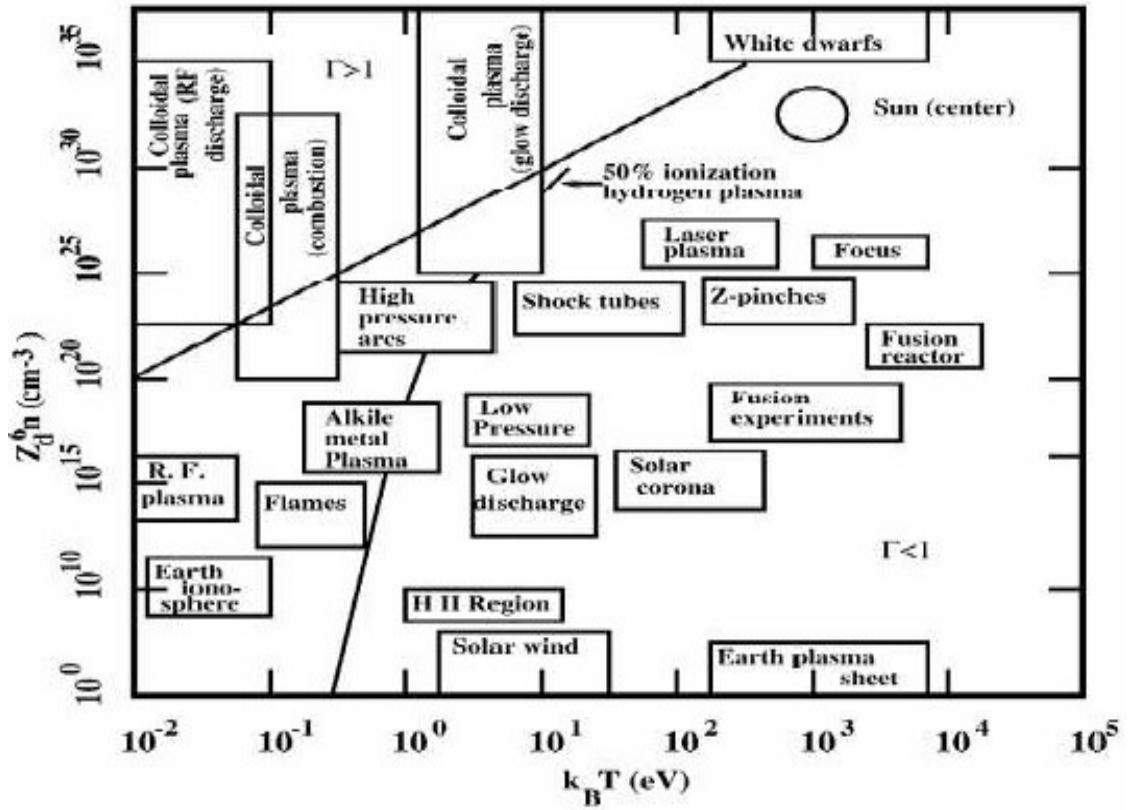 White dwarfs
Γ>1
Colloidal
plasma (RF
discharge)
Colloidal
plasma
(combustion)
Colloidal
plasma
(glow discharge)
Sun (center)
50% ionization
hydrogen plasma
Laser
plasma
Focus
High
pressure
arcs
Shock tubes
Z-pinches
Fusion
reactor
Alkile
metal
Plasma
Low
Pressure
Fusion
experiments
R. F.
plasma
Flames
Glow
discharge
Solar
corona
Γ<1
Earth
iono-
sphere
H II Region
Solar wind
Earth plasma
sheet
10^35
10^30
10^25
10^20
10^15
10^10
10^0
Z_d^6 n (cm^-3)
10^-2 10^-1 10^0 10^1 10^2 10^3 10^4 10^5
k_B T (eV)